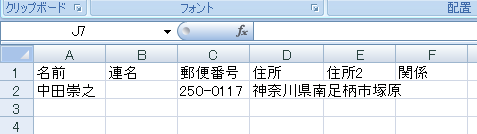 クリップボード フォント 配置
J7 fx
A B C D E F
1 名前 連名 郵便番号 住所 住所2 関係
2 中田崇之 250-0117 神奈川県南足柄市塚原
3
4